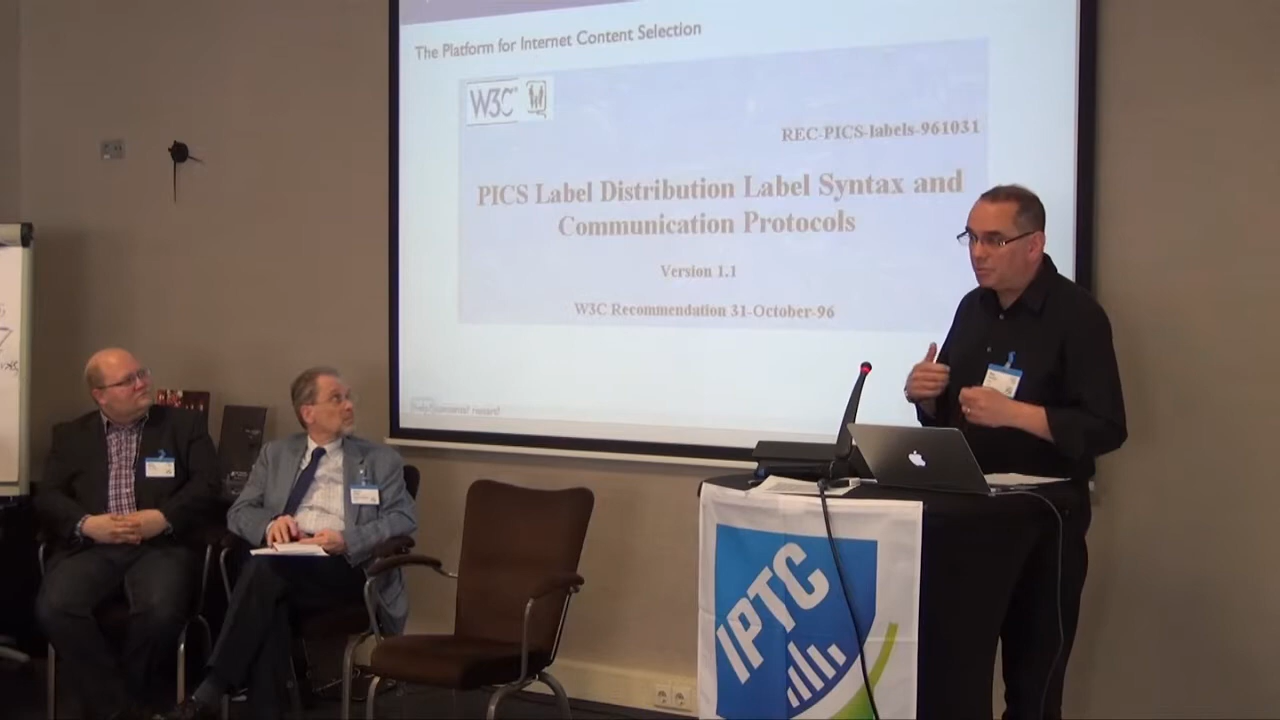 The Platform for Internet Content Selection
W3C
REC-PICS-labels-961031
PICS Label Distribution Label Syntax and
Communication Protocols
Version 1.1
W3C Recommendation 31-October-96
IPTC